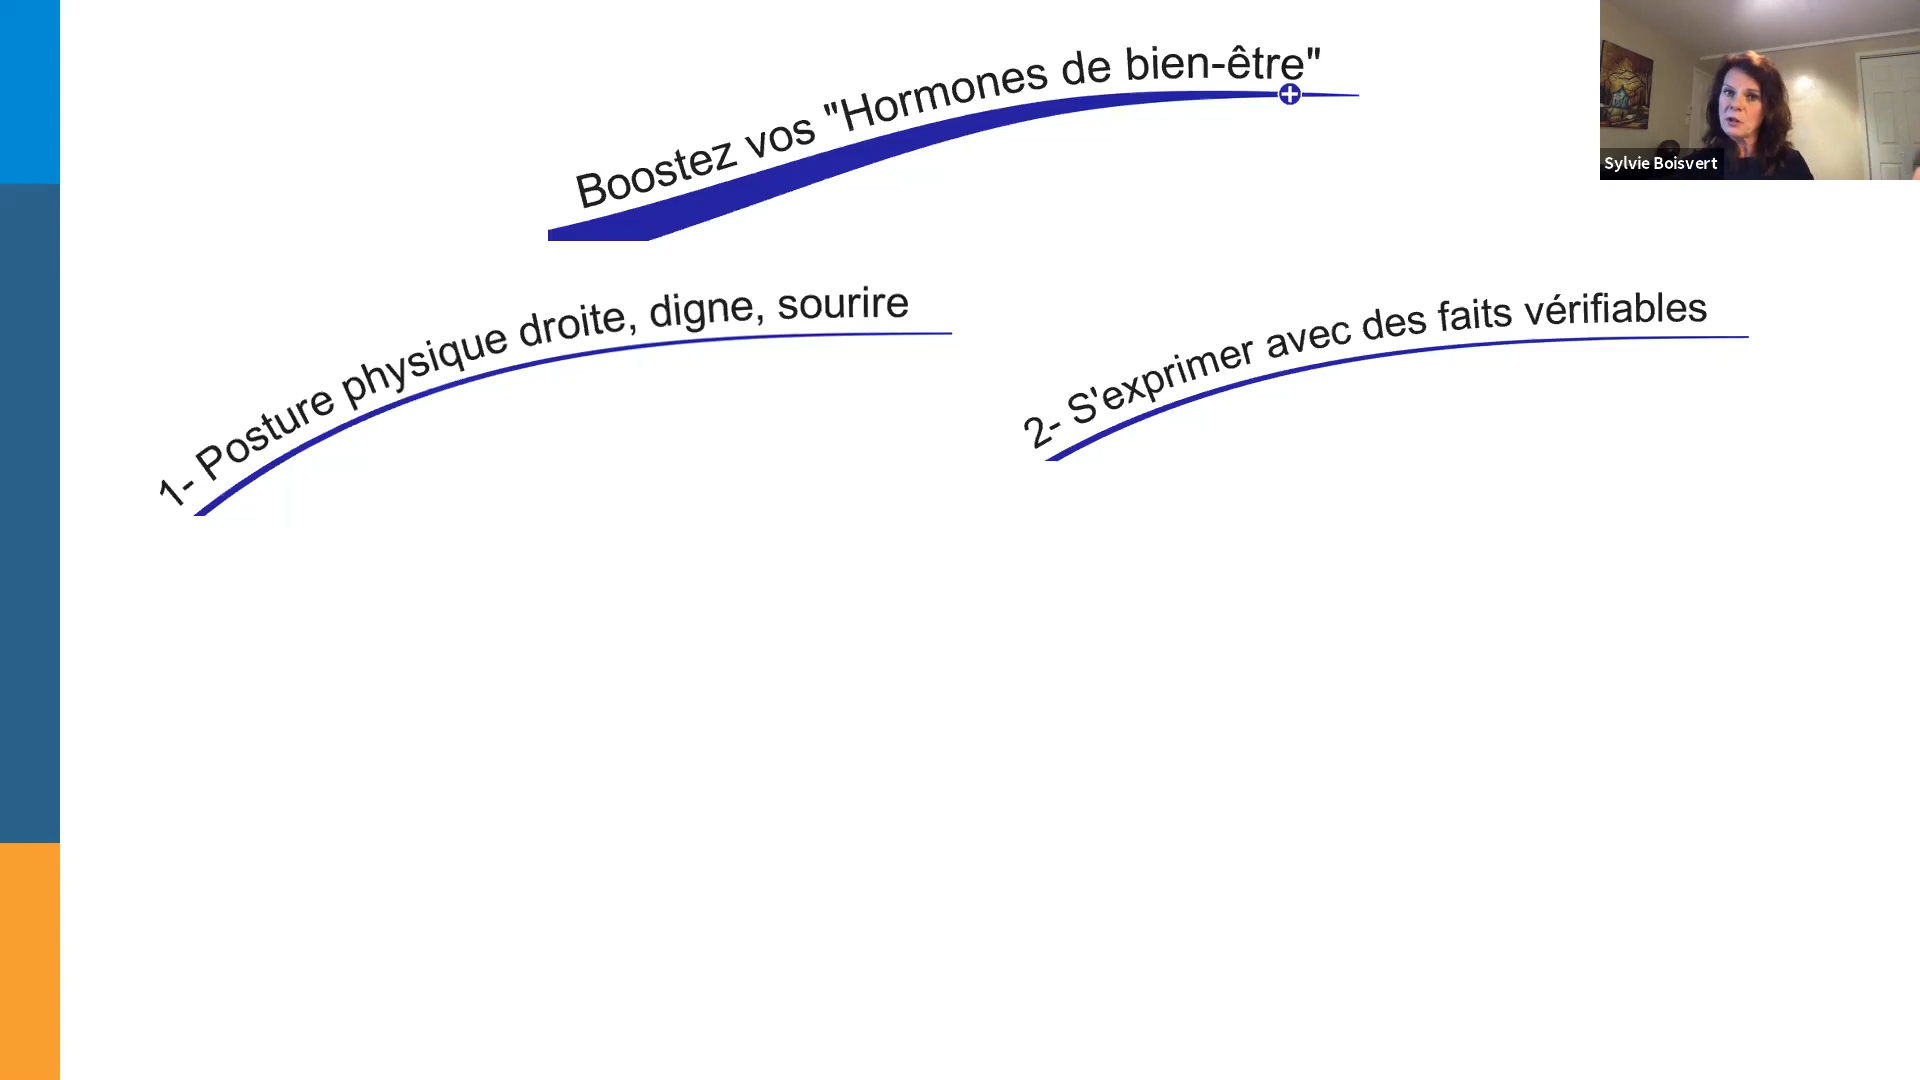 Boostez vos "Hormones de bien-être"
Sylvie Boisvert
1- Posture physique droite, digne, sourire
2- S'exprimer avec des faits vérifiables